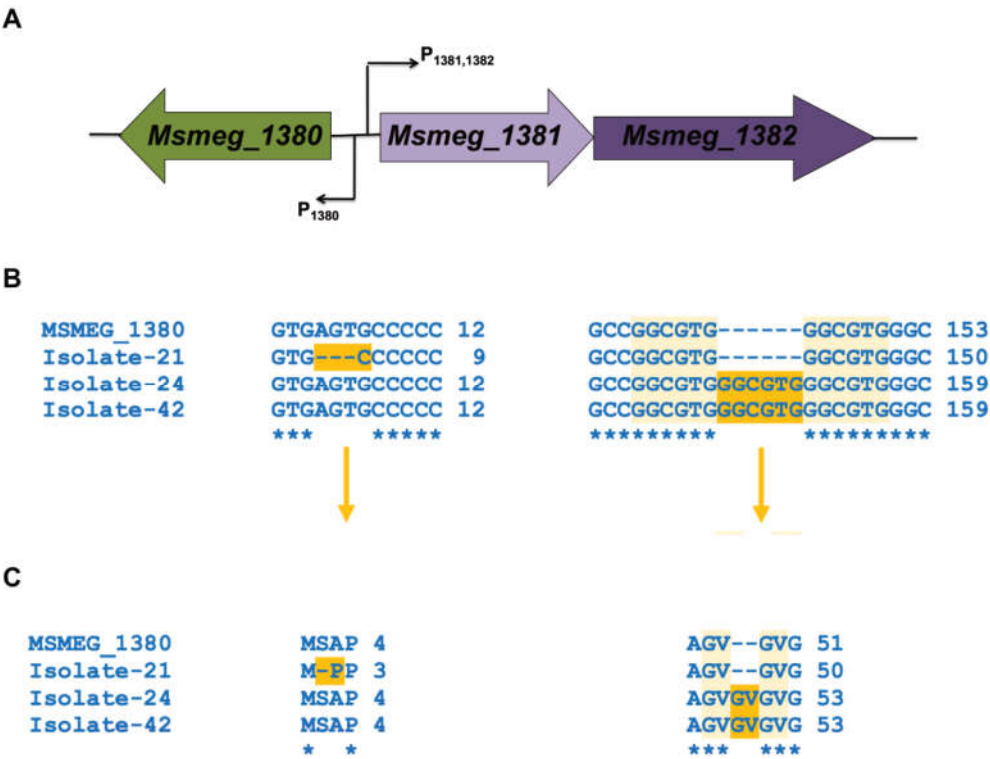 A
P1381,1382
Msmeg_1380 Msmeg_1381 Msmeg_1382
P1380
B
MSMEG_1380 GTGAGTGCCCCC 12 GCCGGCGTG------GGCGTGGGC 153
Isolate-21 GTG---CCCCCC 9 GCCGGCGTG------GGCGTGGGC 150
Isolate-24 GTGAGTGCCCCC 12 GCCGGCGTGGGCGTGGGCGTGGGC 159
Isolate-42 GTGAGTGCCCCC 12 GCCGGCGTGGGCGTGGGCGTGGGC 159
*** ***** ********* *********
C
MSMEG_1380 MSAP 4 AGV--GVG 51
Isolate-21 M-PP 3 AGV--GVG 50
Isolate-24 MSAP 4 AGVGVGVG 53
Isolate-42 MSAP 4 AGVGVGVG 53
* * *** ***